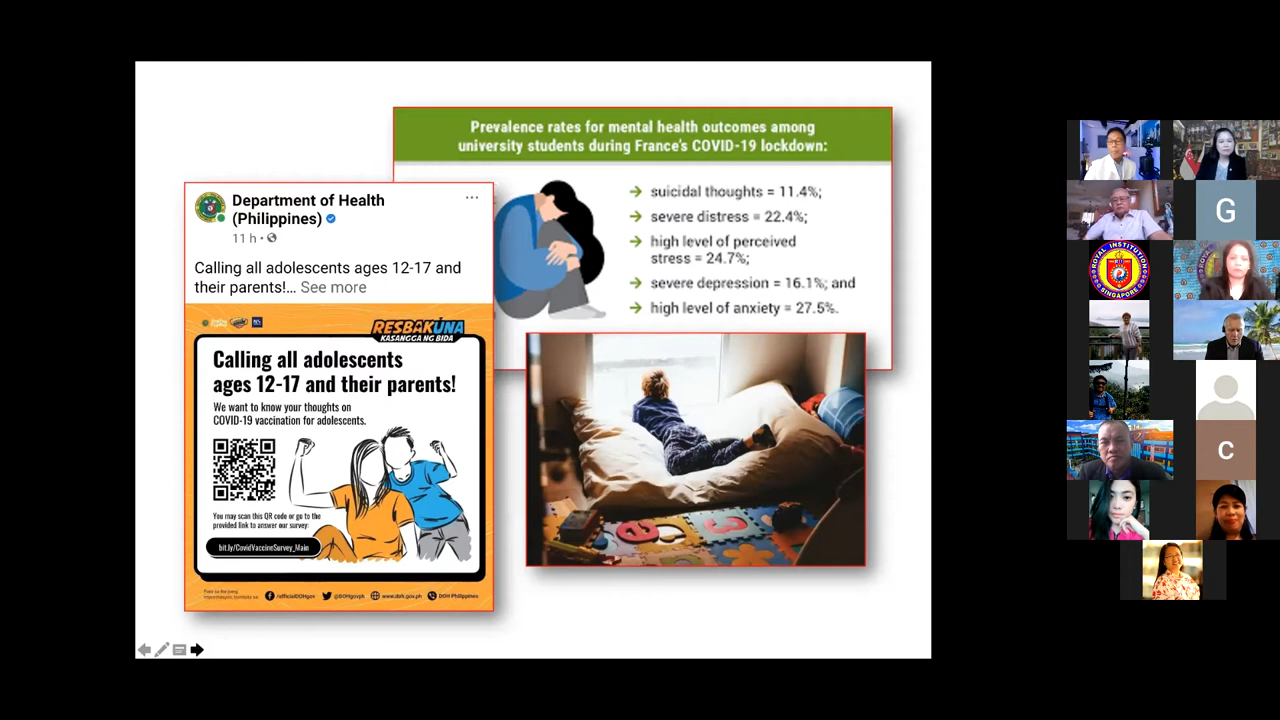 Prevalence rates for mental health outcomes among
university students during France's COVID-19 lockdown:
→ suicidal thoughts = 11.4%;
→ severe distress = 22.4%;
→ high level of perceived
stress = 24.7%;
→ severe depression = 16.1%; and
→ high level of anxiety = 27.5%.
Department of Health
(Philippines)
11 h ·
Calling all adolescents ages 12-17 and
their parents!... See more
RESBAKUNA
KASANGGA NG BIDA
Calling all adolescents
ages 12-17 and their parents!
We want to know your thoughts on
COVID-19 vaccination for adolescents.
You may scan this QR code or go to the
provided link to answer our survey:
bit.ly/CovidVaccineSurvey_Main
/officialDOHgov @DOHgovph www.doh.gov.ph DOH Philippines
G
ROYAL INSTITUTION
SINGAPORE
C